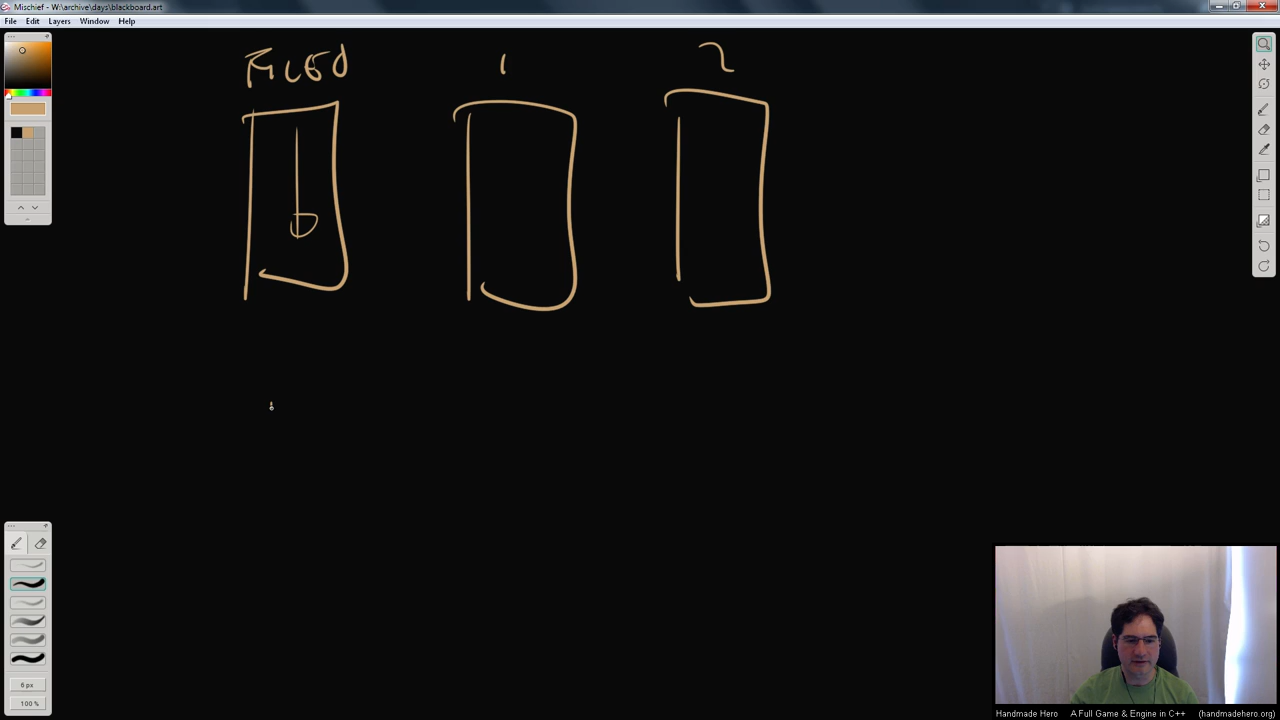 Mischief - W:\archive\days\blackboard.art
File Edit Layers Window Help
1 2
6 px
100 %
Handmade Hero A Full Game & Engine in C++ (handmadehero.org)